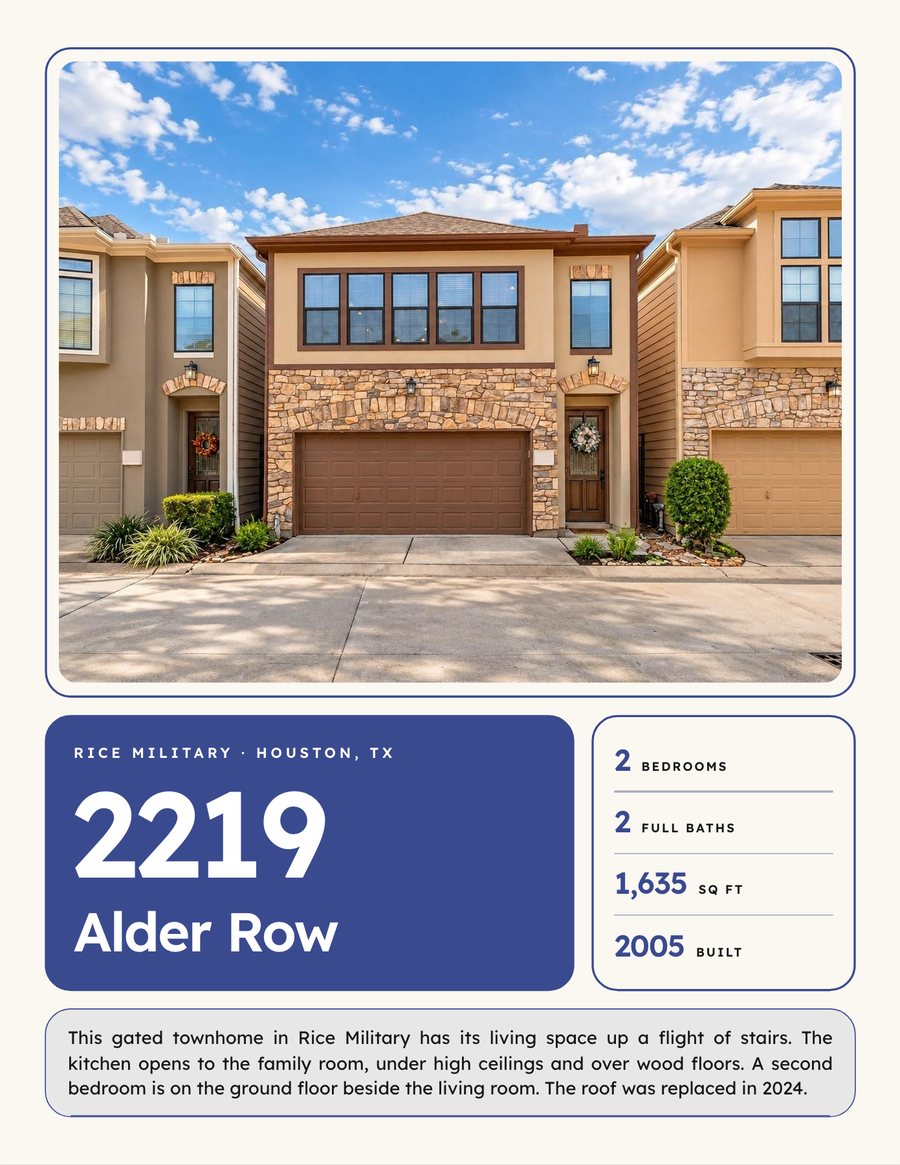 RICE MILITARY · HOUSTON, TX
2219
Alder Row
2 BEDROOMS
2 FULL BATHS
1,635 SQ FT
2005 BUILT
This gated townhome in Rice Military has its living space up a flight of stairs. The
kitchen opens to the family room, under high ceilings and over wood floors. A second
bedroom is on the ground floor beside the living room. The roof was replaced in 2024.